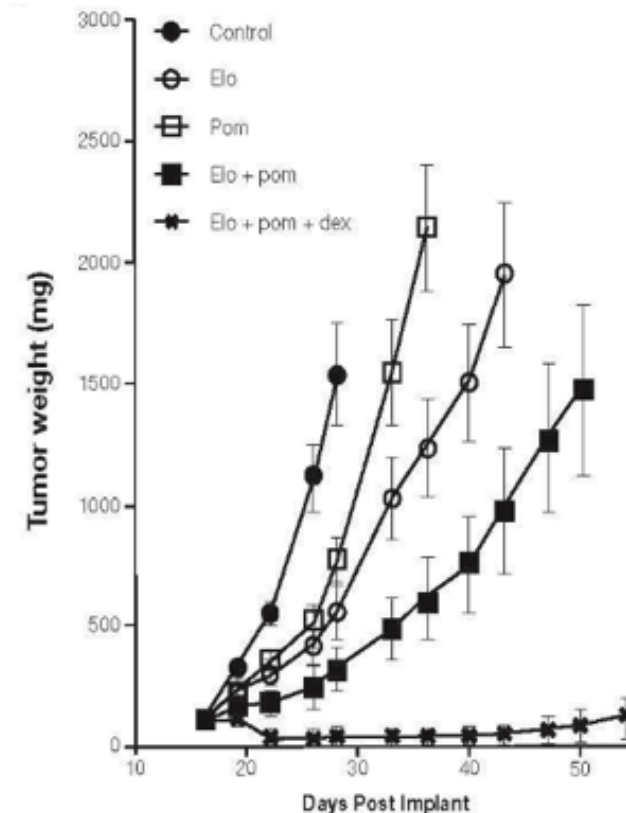 3000
2500
2000
1500
1000
500
0
Tumor weight (mg)
Control
Elo
Pom
Elo + pom
Elo + pom + dex
10
20
30
40
50
Days Post Implant